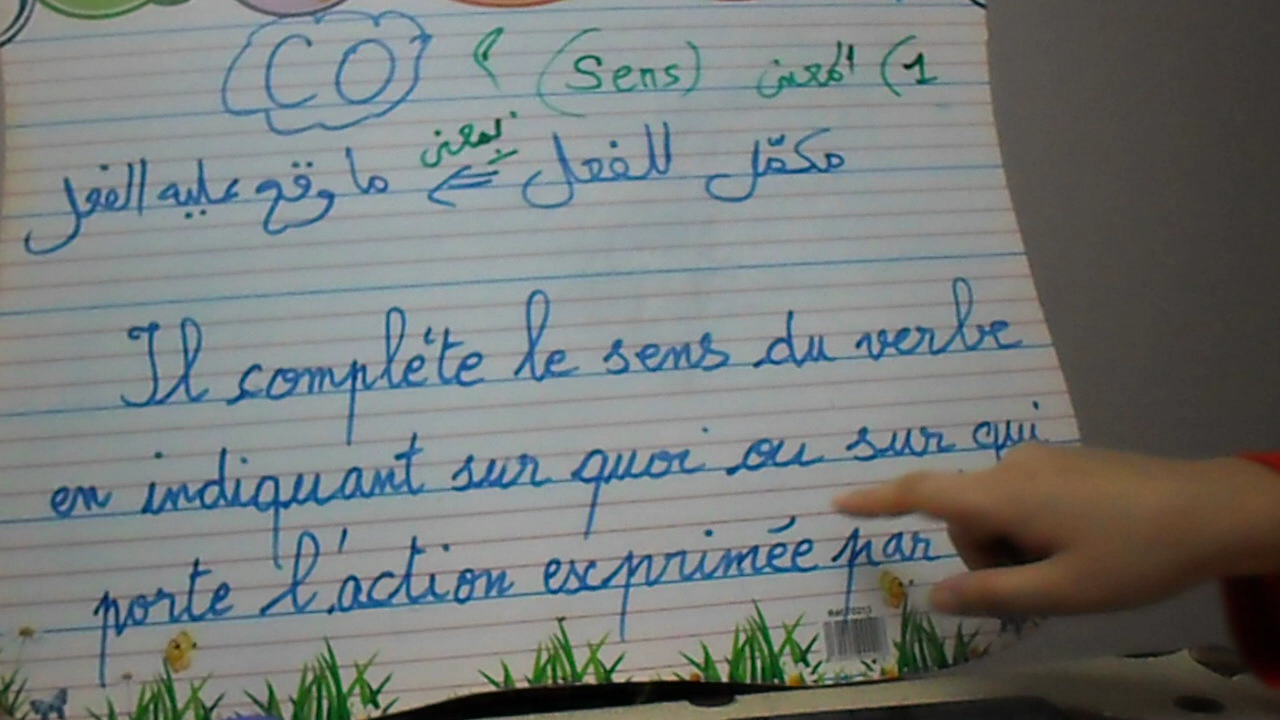 CO ؟ (Sens) المعنى (1
مكمّل للفعل ⇐ بمعنى ما وقع عليه الفعل
Il complète le sens du verbe
en indiquant sur quoi ou sur qui
porte l'action exprimée par